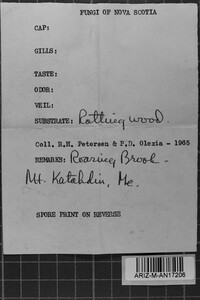 FUNGI OF NOVA SCOTIA
CAP:
GILLS:
TASTE:
ODOR:
VEIL:
SUBSTRATE: Rotting wood.
Coll. R.H. Petersen & P.D. Olexia - 1965
REMARKS: Roaring Brook.
Mt. Katahdin, Me.
SPORE PRINT ON REVERSE
ARIZ-M-AN17206